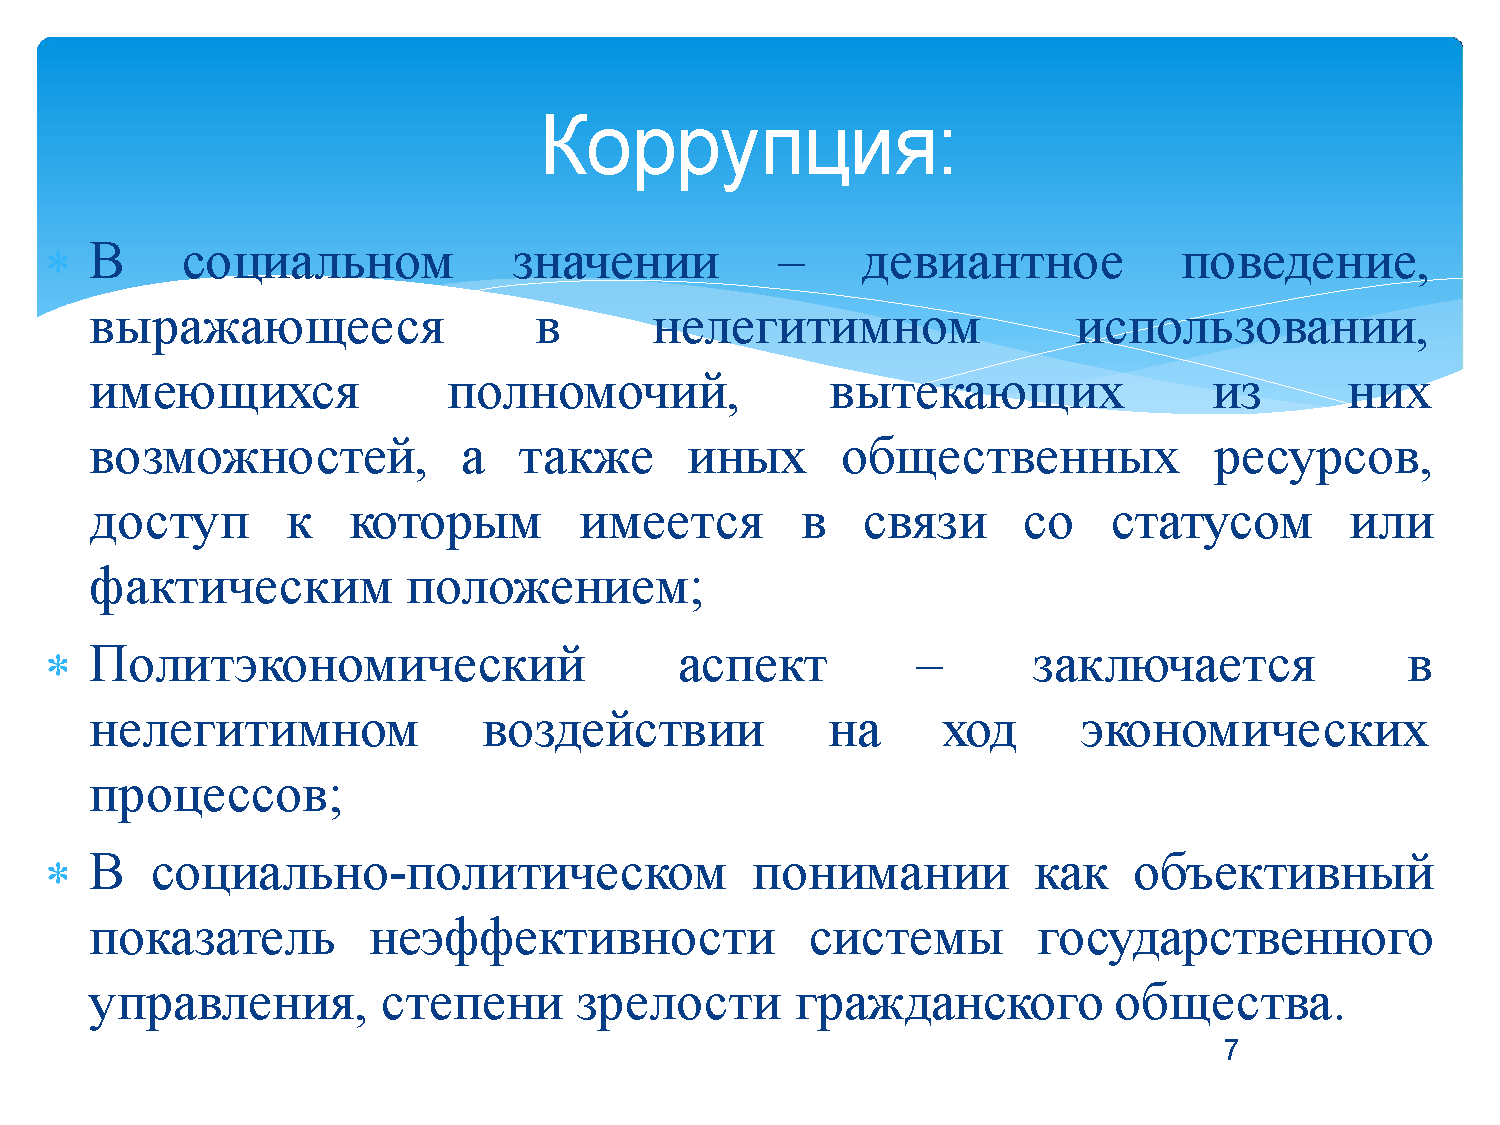 Коррупция:
* В социальном значении – девиантное поведение,
выражающееся в нелегитимном использовании,
имеющихся полномочий, вытекающих из них
возможностей, а также иных общественных ресурсов,
доступ к которым имеется в связи со статусом или
фактическим положением;
* Политэкономический аспект – заключается в
нелегитимном воздействии на ход экономических
процессов;
* В социально-политическом понимании как объективный
показатель неэффективности системы государственного
управления, степени зрелости гражданского общества.
7